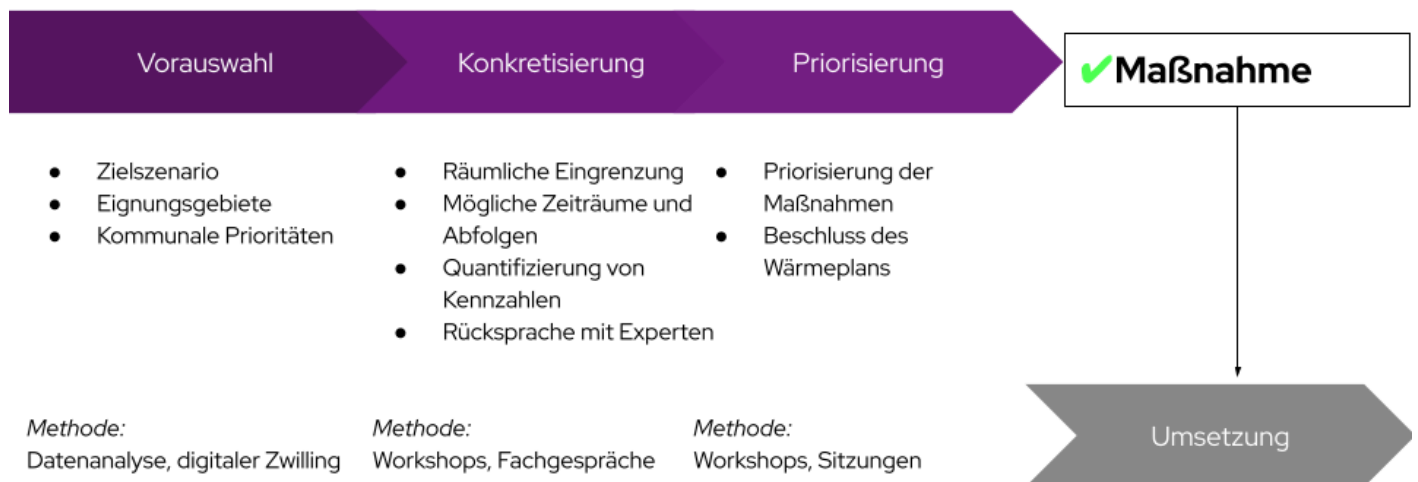 Vorauswahl
Konkretisierung
Priorisierung
✔Maßnahme
● Zielszenario
● Eignungsgebiete
● Kommunale Prioritäten
● Räumliche Eingrenzung
● Mögliche Zeiträume und
Abfolgen
● Quantifizierung von
Kennzahlen
● Rücksprache mit Experten
● Priorisierung der
Maßnahmen
● Beschluss des
Wärmeplans
Methode:
Datenanalyse, digitaler Zwilling
Methode:
Workshops, Fachgespräche
Methode:
Workshops, Sitzungen
Umsetzung